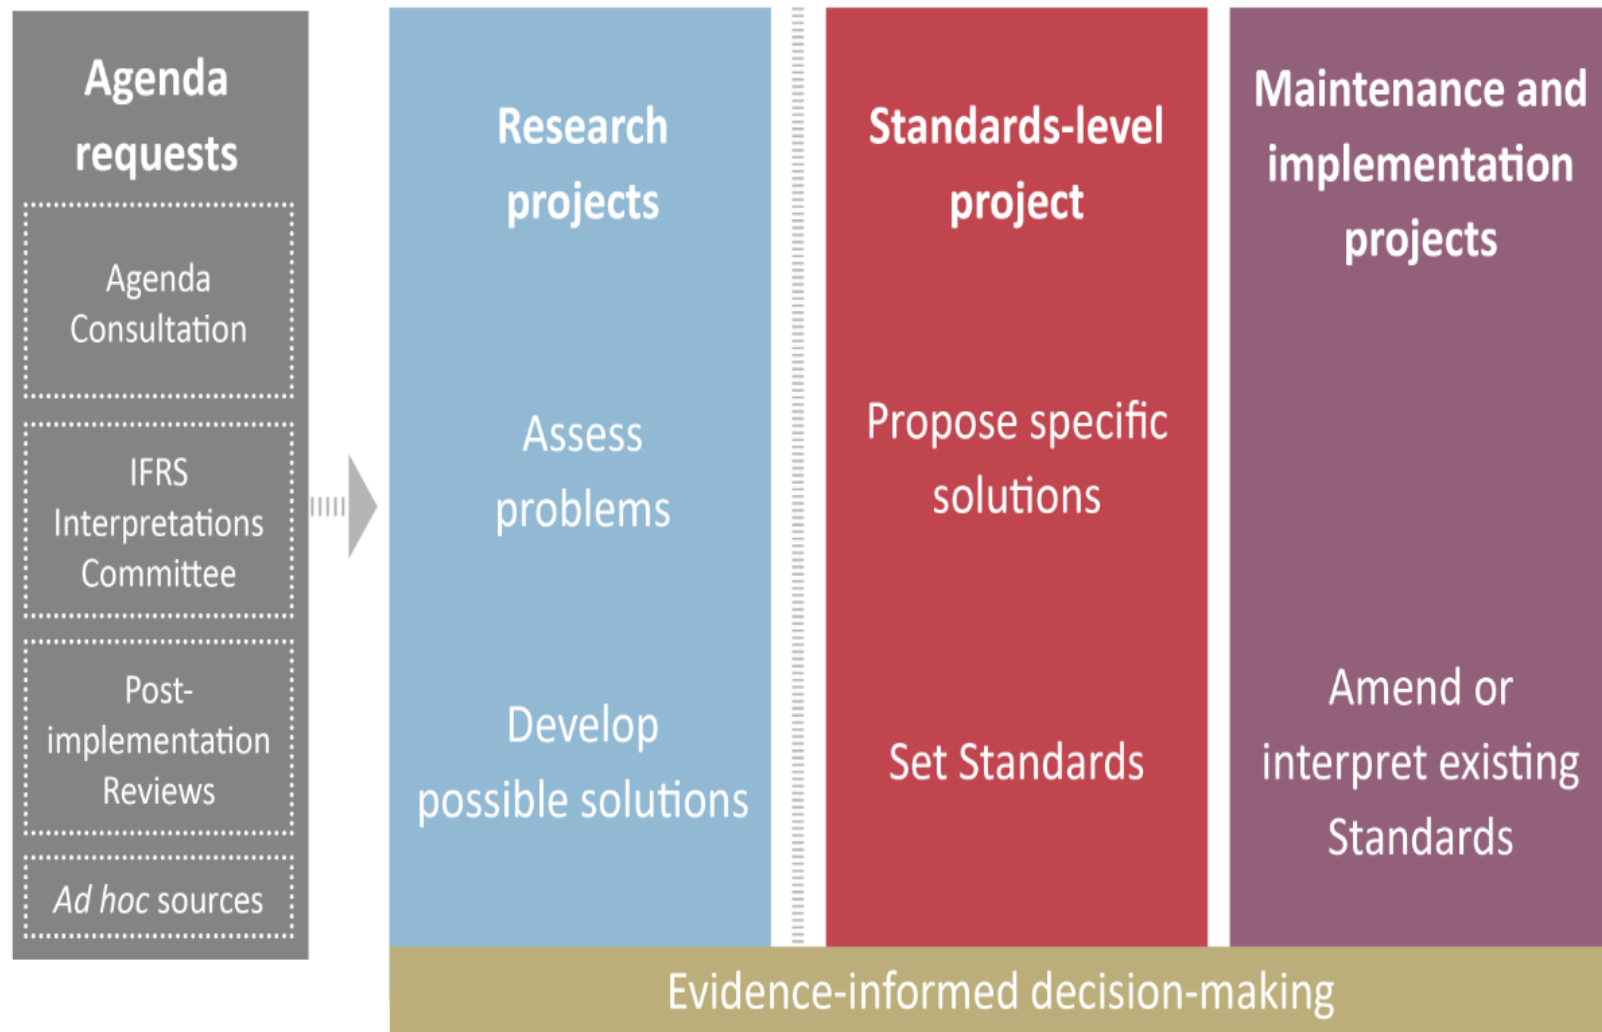 Agenda
requests
Agenda
Consultation
IFRS
Interpretations
Committee
Post-
implementation
Reviews
Ad hoc sources
Research
projects
Assess
problems
Develop
possible solutions
Standards-level
project
Propose specific
solutions
Set Standards
Maintenance and
implementation
projects
Amend or
interpret existing
Standards
Evidence-informed decision-making